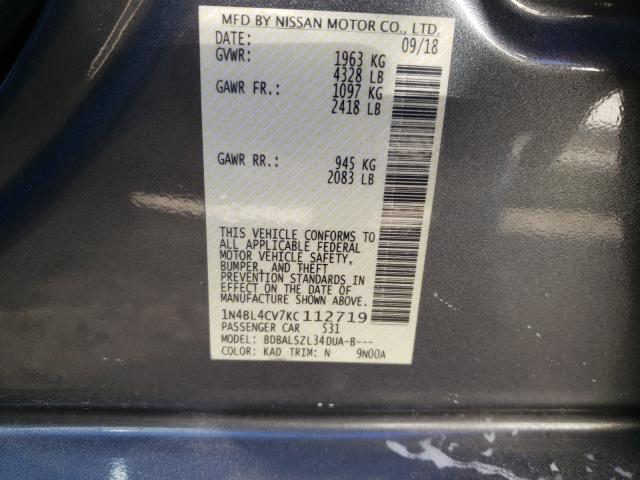 MFD BY NISSAN MOTOR CO., LTD.
DATE: 09/18
GVWR: 1963 KG
4328 LB
GAWR FR.: 1097 KG
2418 LB
GAWR RR.: 945 KG
2083 LB
THIS VEHICLE CONFORMS TO
ALL APPLICABLE FEDERAL
MOTOR VEHICLE SAFETY,
BUMPER, AND THEFT
PREVENTION STANDARDS IN
EFFECT ON THE DATE OF
MANUFACTURE SHOWN ABOVE.
1N4BL4CV7KC112719
PASSENGER CAR 531
MODEL: BDBALSZL34DUA-B---
COLOR: KAD TRIM: N 9N00A